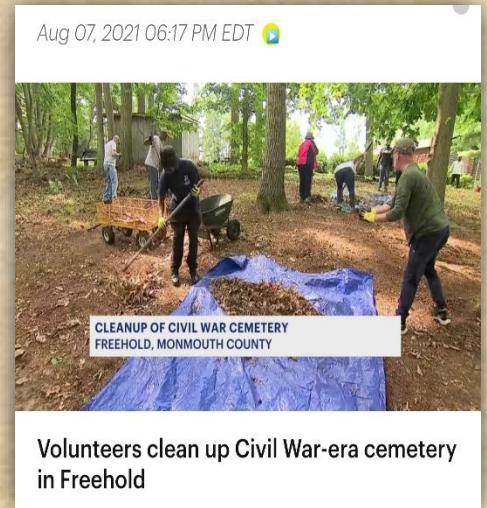 Aug 07, 2021 06:17 PM EDT
CLEANUP OF CIVIL WAR CEMETERY
FREEHOLD, MONMOUTH COUNTY
Volunteers clean up Civil War-era cemetery
in Freehold